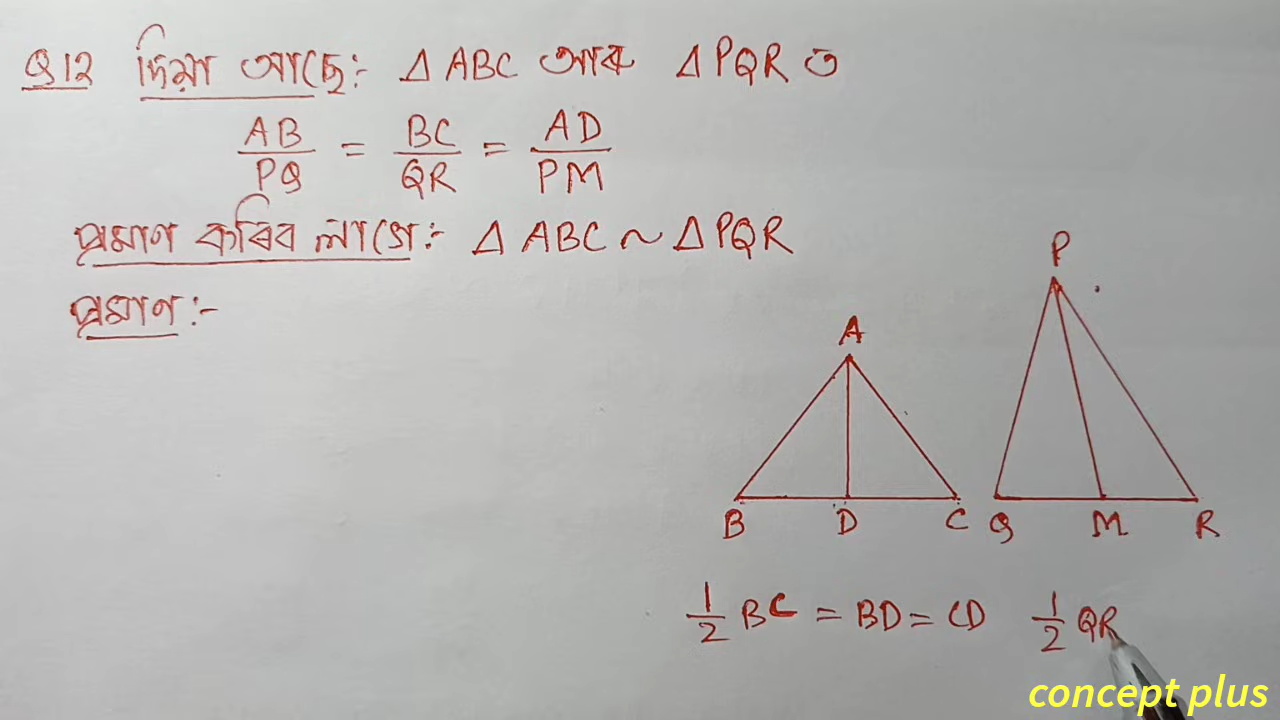 Q12 দিয়া আছে:- Δ ABC আৰু Δ PQR ত
AB/PQ = BC/QR = AD/PM
প্ৰমাণ কৰিব লাগে:- Δ ABC ~ Δ PQR
প্ৰমাণ:-
P
A
B D C Q M R
1/2 BC = BD = CD 1/2 QR
concept plus